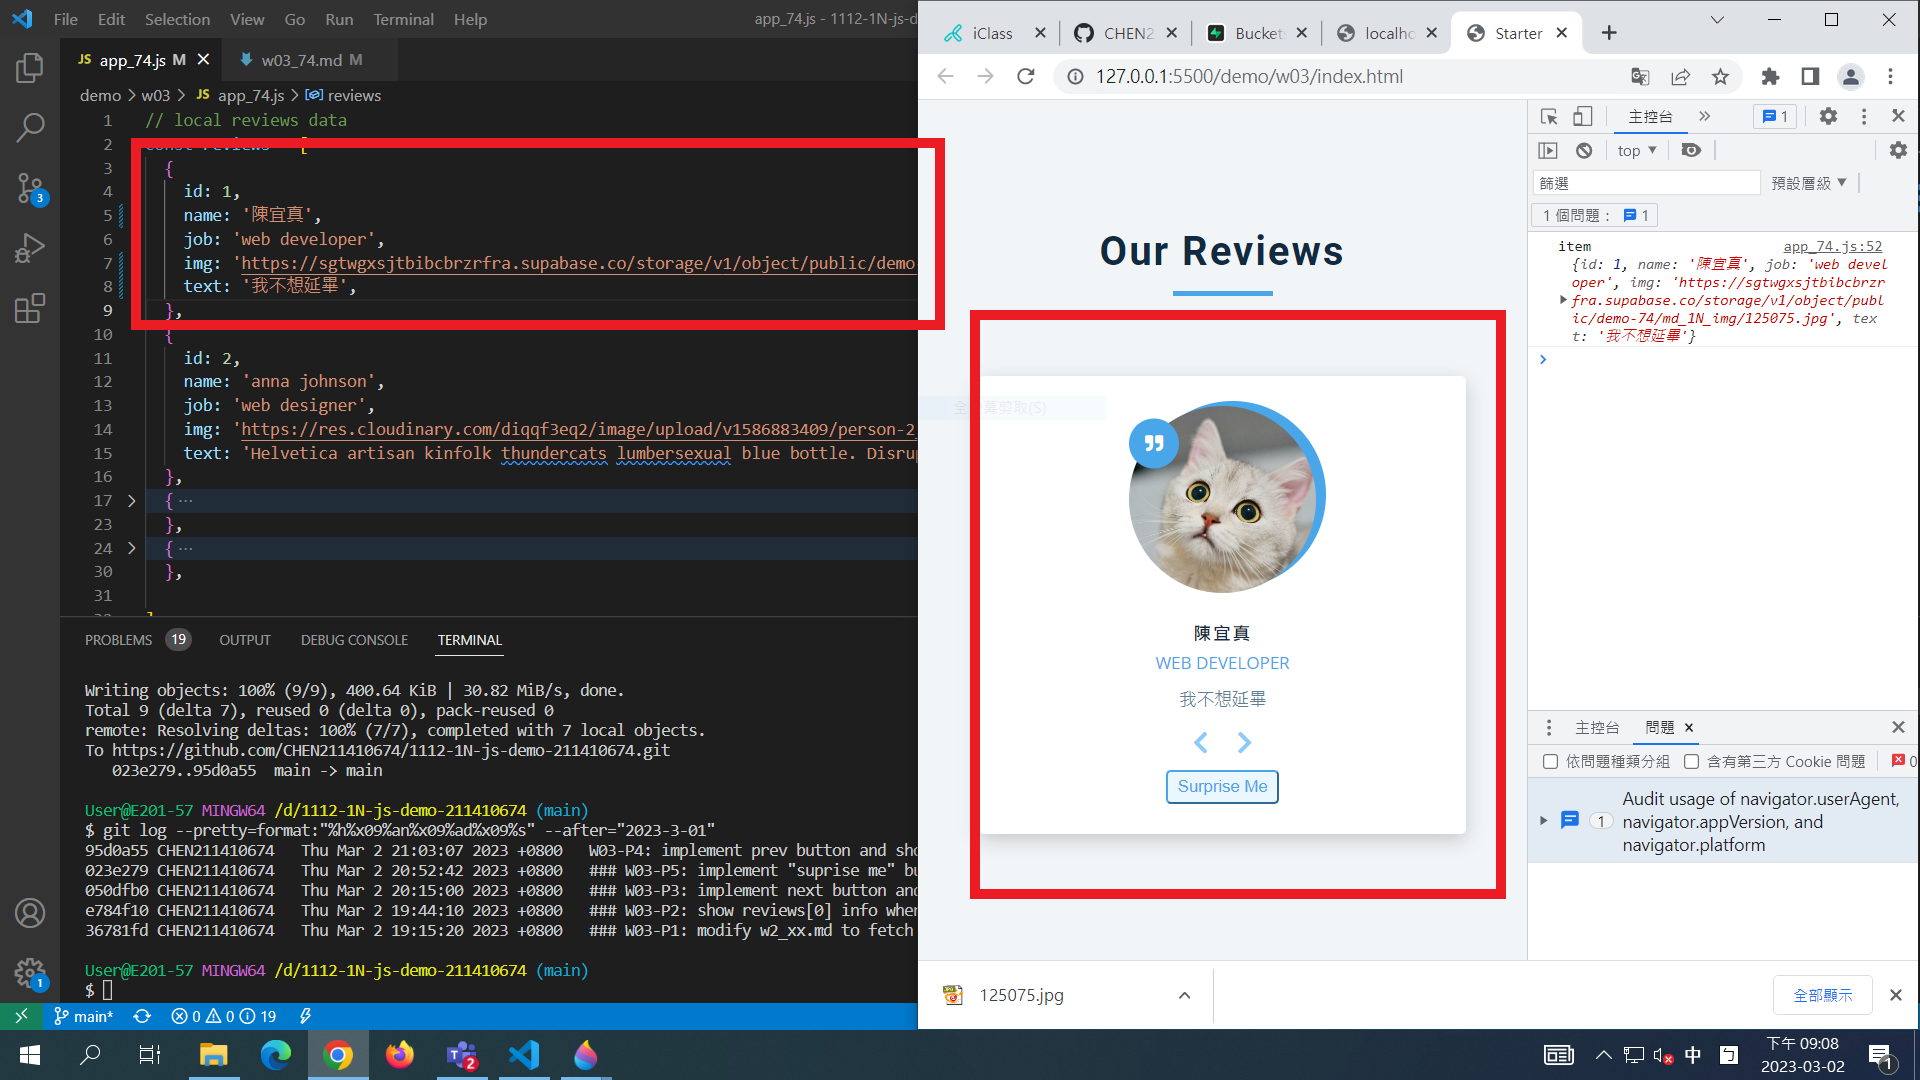 File Edit Selection View Go Run Terminal Help
app_74.js - 1112-1N-js-d
JS app_74.js M
w03_74.md M
demo > w03 > JS app_74.js > reviews
1 // local reviews data
2
3 {
4 id: 1,
5 name: '陳宜真',
6 job: 'web developer',
7 img: 'https://sgtwgxsjtbibcbrzrfra.supabase.co/storage/v1/object/public/demo
8 text: '我不想延畢',
9 },
10 {
11 id: 2,
12 name: 'anna johnson',
13 job: 'web designer',
14 img: 'https://res.cloudinary.com/diqqf3eq2/image/upload/v1586883409/person-2_
15 text: 'Helvetica artisan kinfolk thundercats lumbersexual blue bottle. Disrup
16 },
17 { ···
23 },
24 { ···
30 },
31
PROBLEMS 19 OUTPUT DEBUG CONSOLE TERMINAL
Writing objects: 100% (9/9), 400.64 KiB | 30.82 MiB/s, done.
Total 9 (delta 7), reused 0 (delta 0), pack-reused 0
remote: Resolving deltas: 100% (7/7), completed with 7 local objects.
To https://github.com/CHEN211410674/1112-1N-js-demo-211410674.git
023e279..95d0a55 main -> main
User@E201-57 MINGW64 /d/1112-1N-js-demo-211410674 (main)
$ git log --pretty=format:"%h%x09%an%x09%ad%x09%s" --after="2023-3-01"
95d0a55 CHEN211410674 Thu Mar 2 21:03:07 2023 +0800 W03-P4: implement prev button and sho
023e279 CHEN211410674 Thu Mar 2 20:52:42 2023 +0800 ### W03-P5: implement "suprise me" bu
050dfb0 CHEN211410674 Thu Mar 2 20:15:00 2023 +0800 ### W03-P3: implement next button and
e784f10 CHEN211410674 Thu Mar 2 19:44:10 2023 +0800 ### W03-P2: show reviews[0] info when
36781fd CHEN211410674 Thu Mar 2 19:15:20 2023 +0800 ### W03-P1: modify w2_xx.md to fetch
User@E201-57 MINGW64 /d/1112-1N-js-demo-211410674 (main)
$
3
1
main* 0 0 19
iClass
CHEN2
Bucket
localho
Starter
127.0.0.1:5500/demo/w03/index.html
Our Reviews
陳宜真
WEB DEVELOPER
我不想延畢
Surprise Me
主控台 » 1
top ▼
篩選 預設層級 ▼
1 個問題： 1
item app_74.js:52
{id: 1, name: '陳宜真', job: 'web devel
oper', img: 'https://sgtwgxsjtbibcbrzr
fra.supabase.co/storage/v1/object/publ
ic/demo-74/md_1N_img/125075.jpg', tex
t: '我不想延畢'}
主控台 問題
依問題種類分組 含有第三方 Cookie 問題 0
1 Audit usage of navigator.userAgent,
navigator.appVersion, and
navigator.platform
125075.jpg
全部顯示
2
中
下午 09:08
2023-03-02
1